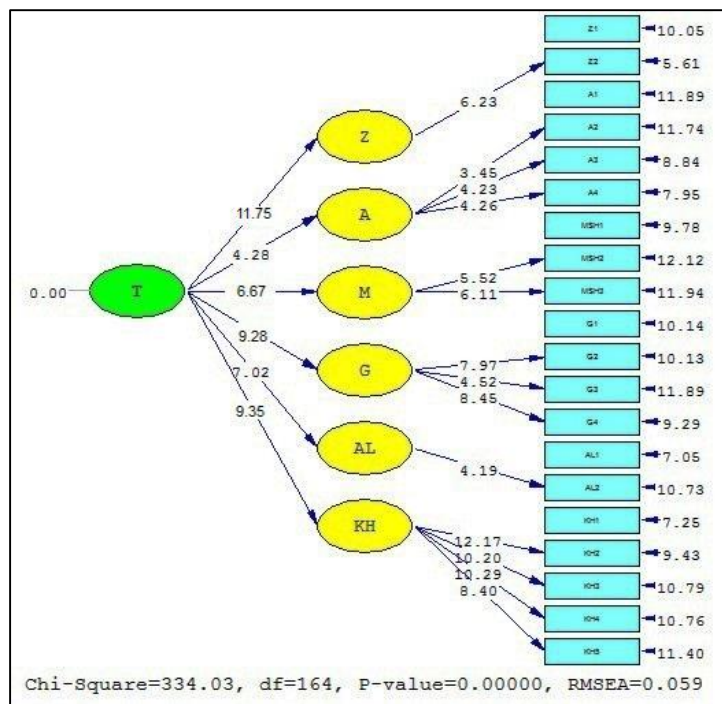 Z1 10.05
Z2 5.61
6.23
A1 11.89
Z
A2 11.74
3.45
A3 8.84
4.23
A4 7.95
4.26
11.75
A
MSH1 9.78
4.28
MSH2 12.12
5.52
0.00 T 6.67 M
MSH3 11.94
6.11
G1 10.14
9.28
G2 10.13
7.97
7.02
G
G3 11.89
4.52
9.35
G4 9.29
8.45
AL1 7.05
AL
4.19
AL2 10.73
KH1 7.25
KH
12.17
KH2 9.43
10.20
KH3 10.79
10.29
KH4 10.76
8.40
KH5 11.40
Chi-Square=334.03, df=164, P-value=0.00000, RMSEA=0.059